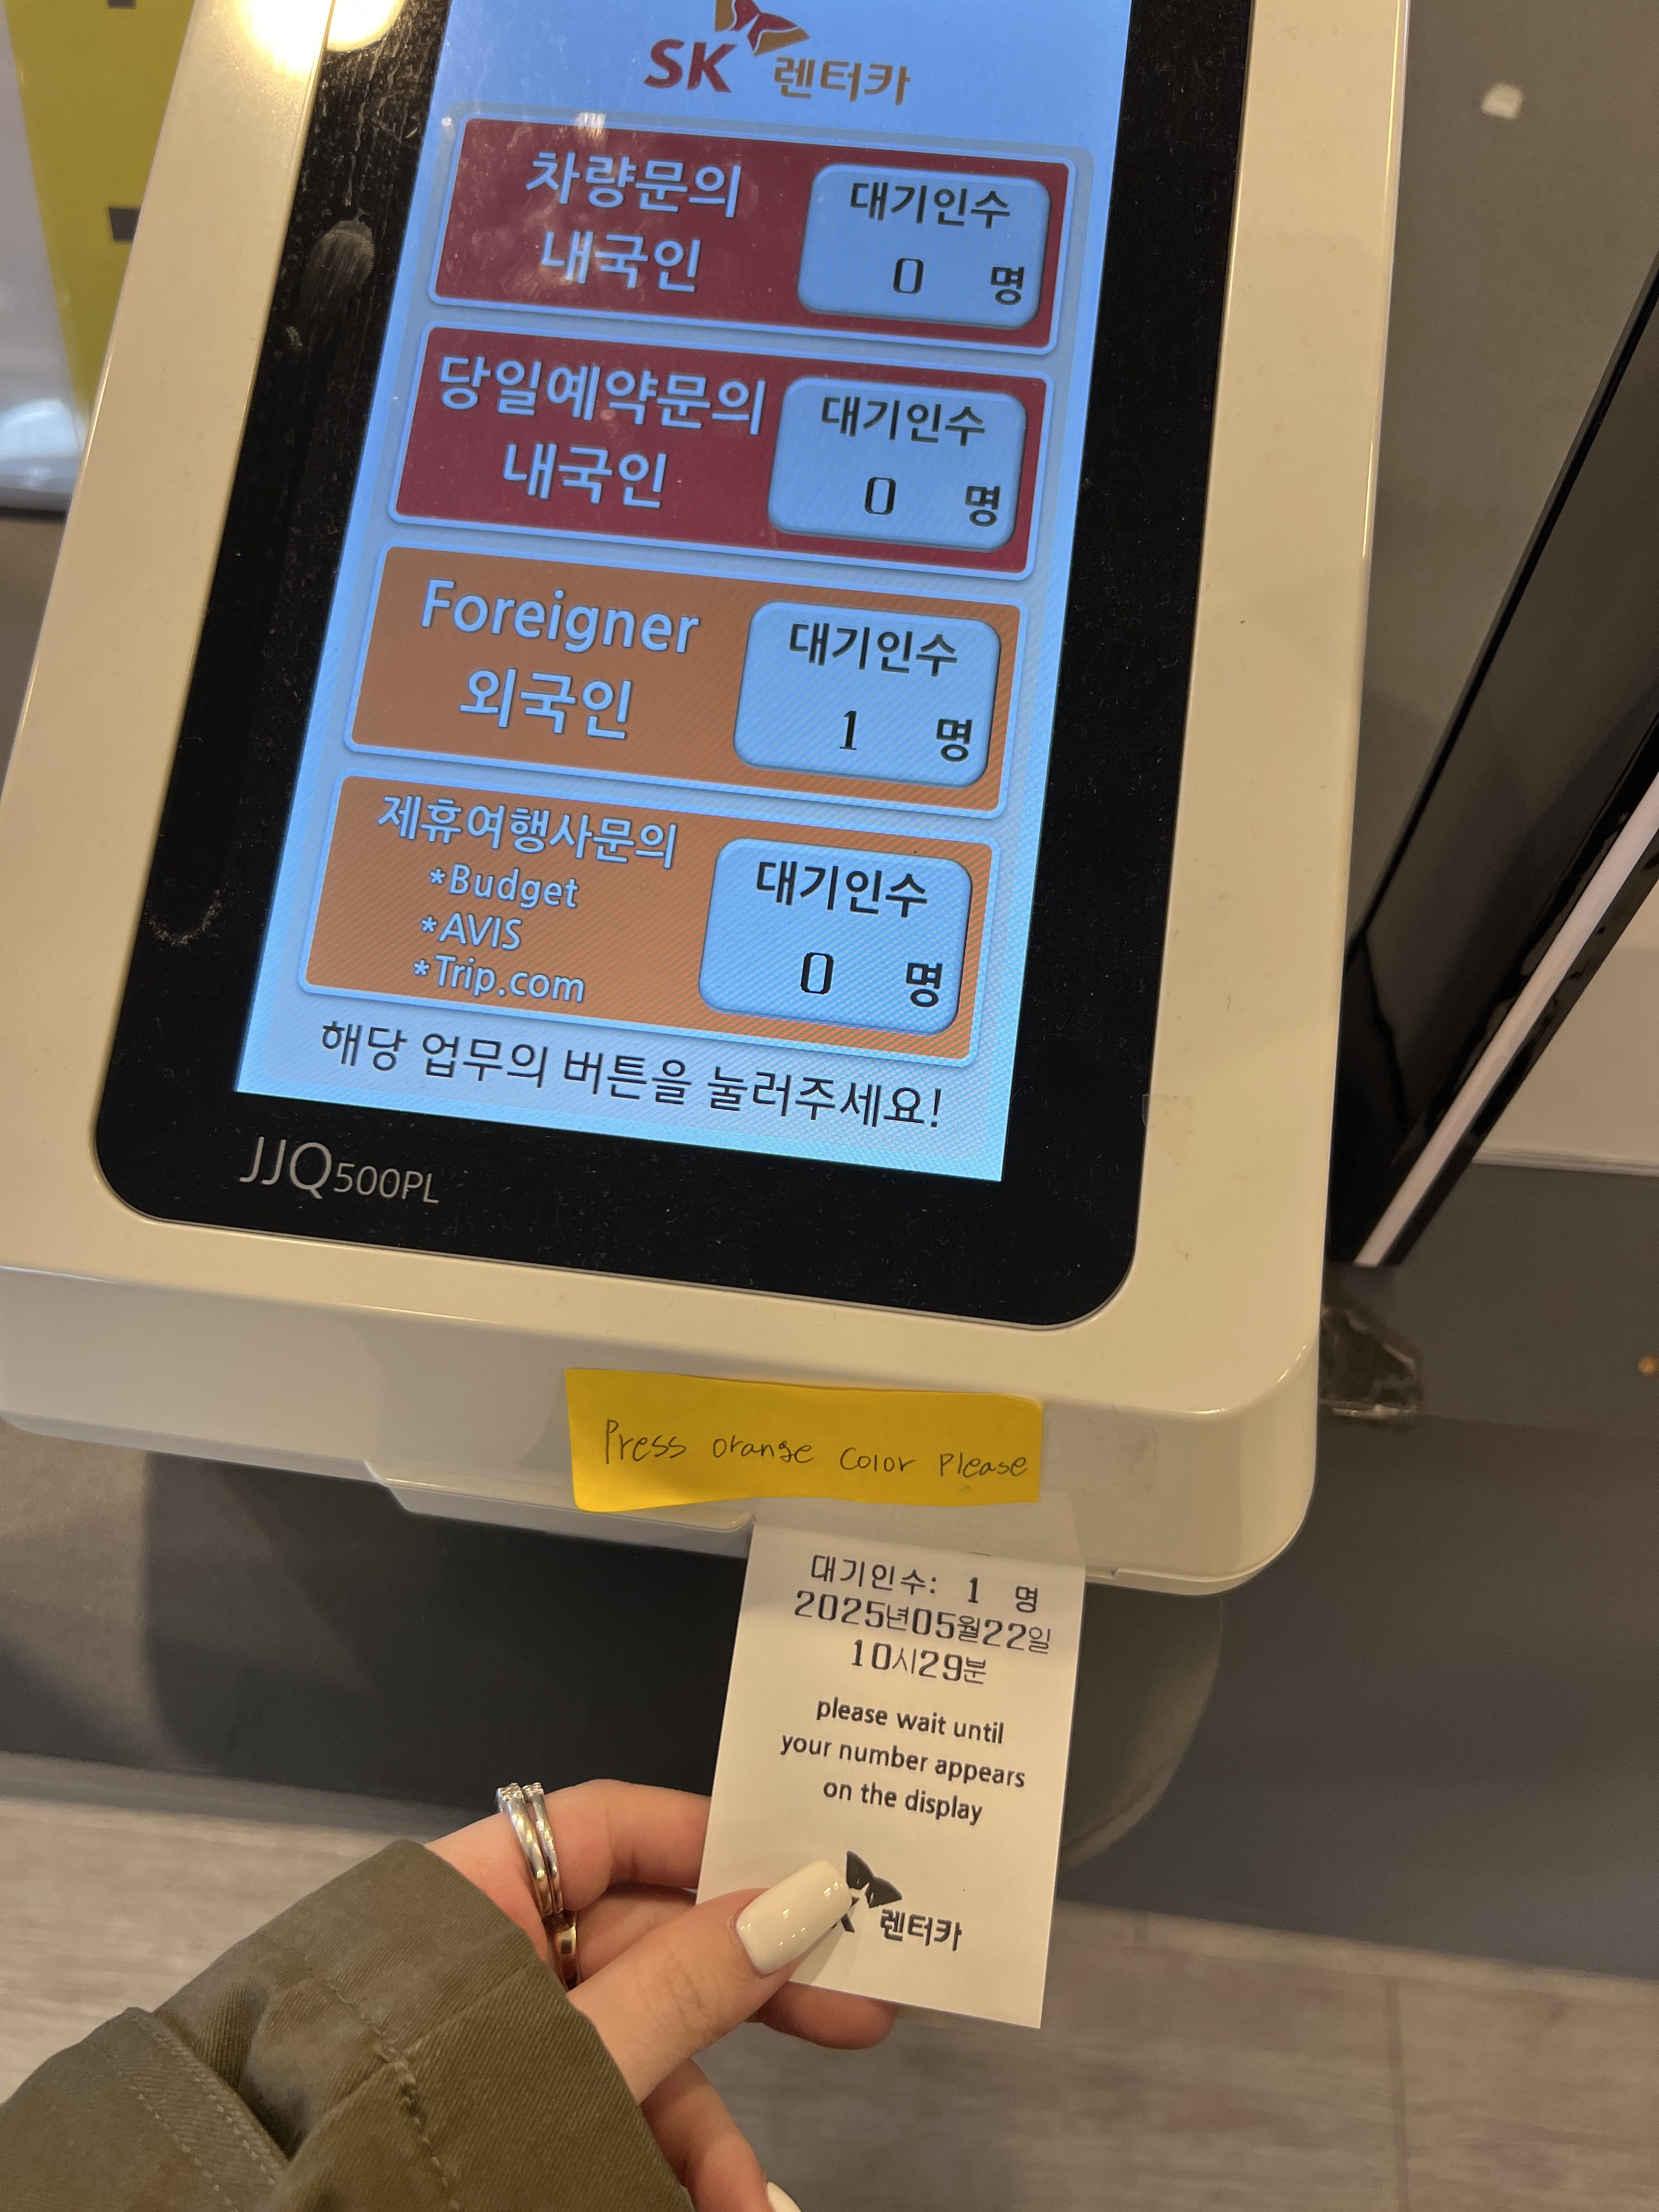 SK 렌터카
차량문의
내국인
대기인수
0 명
당일예약문의
내국인
대기인수
0 명
Foreigner
외국인
대기인수
1 명
제휴여행사문의
*Budget
*AVIS
*Trip.com
대기인수
0 명
해당 업무의 버튼을 눌러주세요!
JJQ500PL
Press orange color please
대기인수: 1 명
2025년05월22일
10시29분
please wait until
your number appears
on the display
렌터카